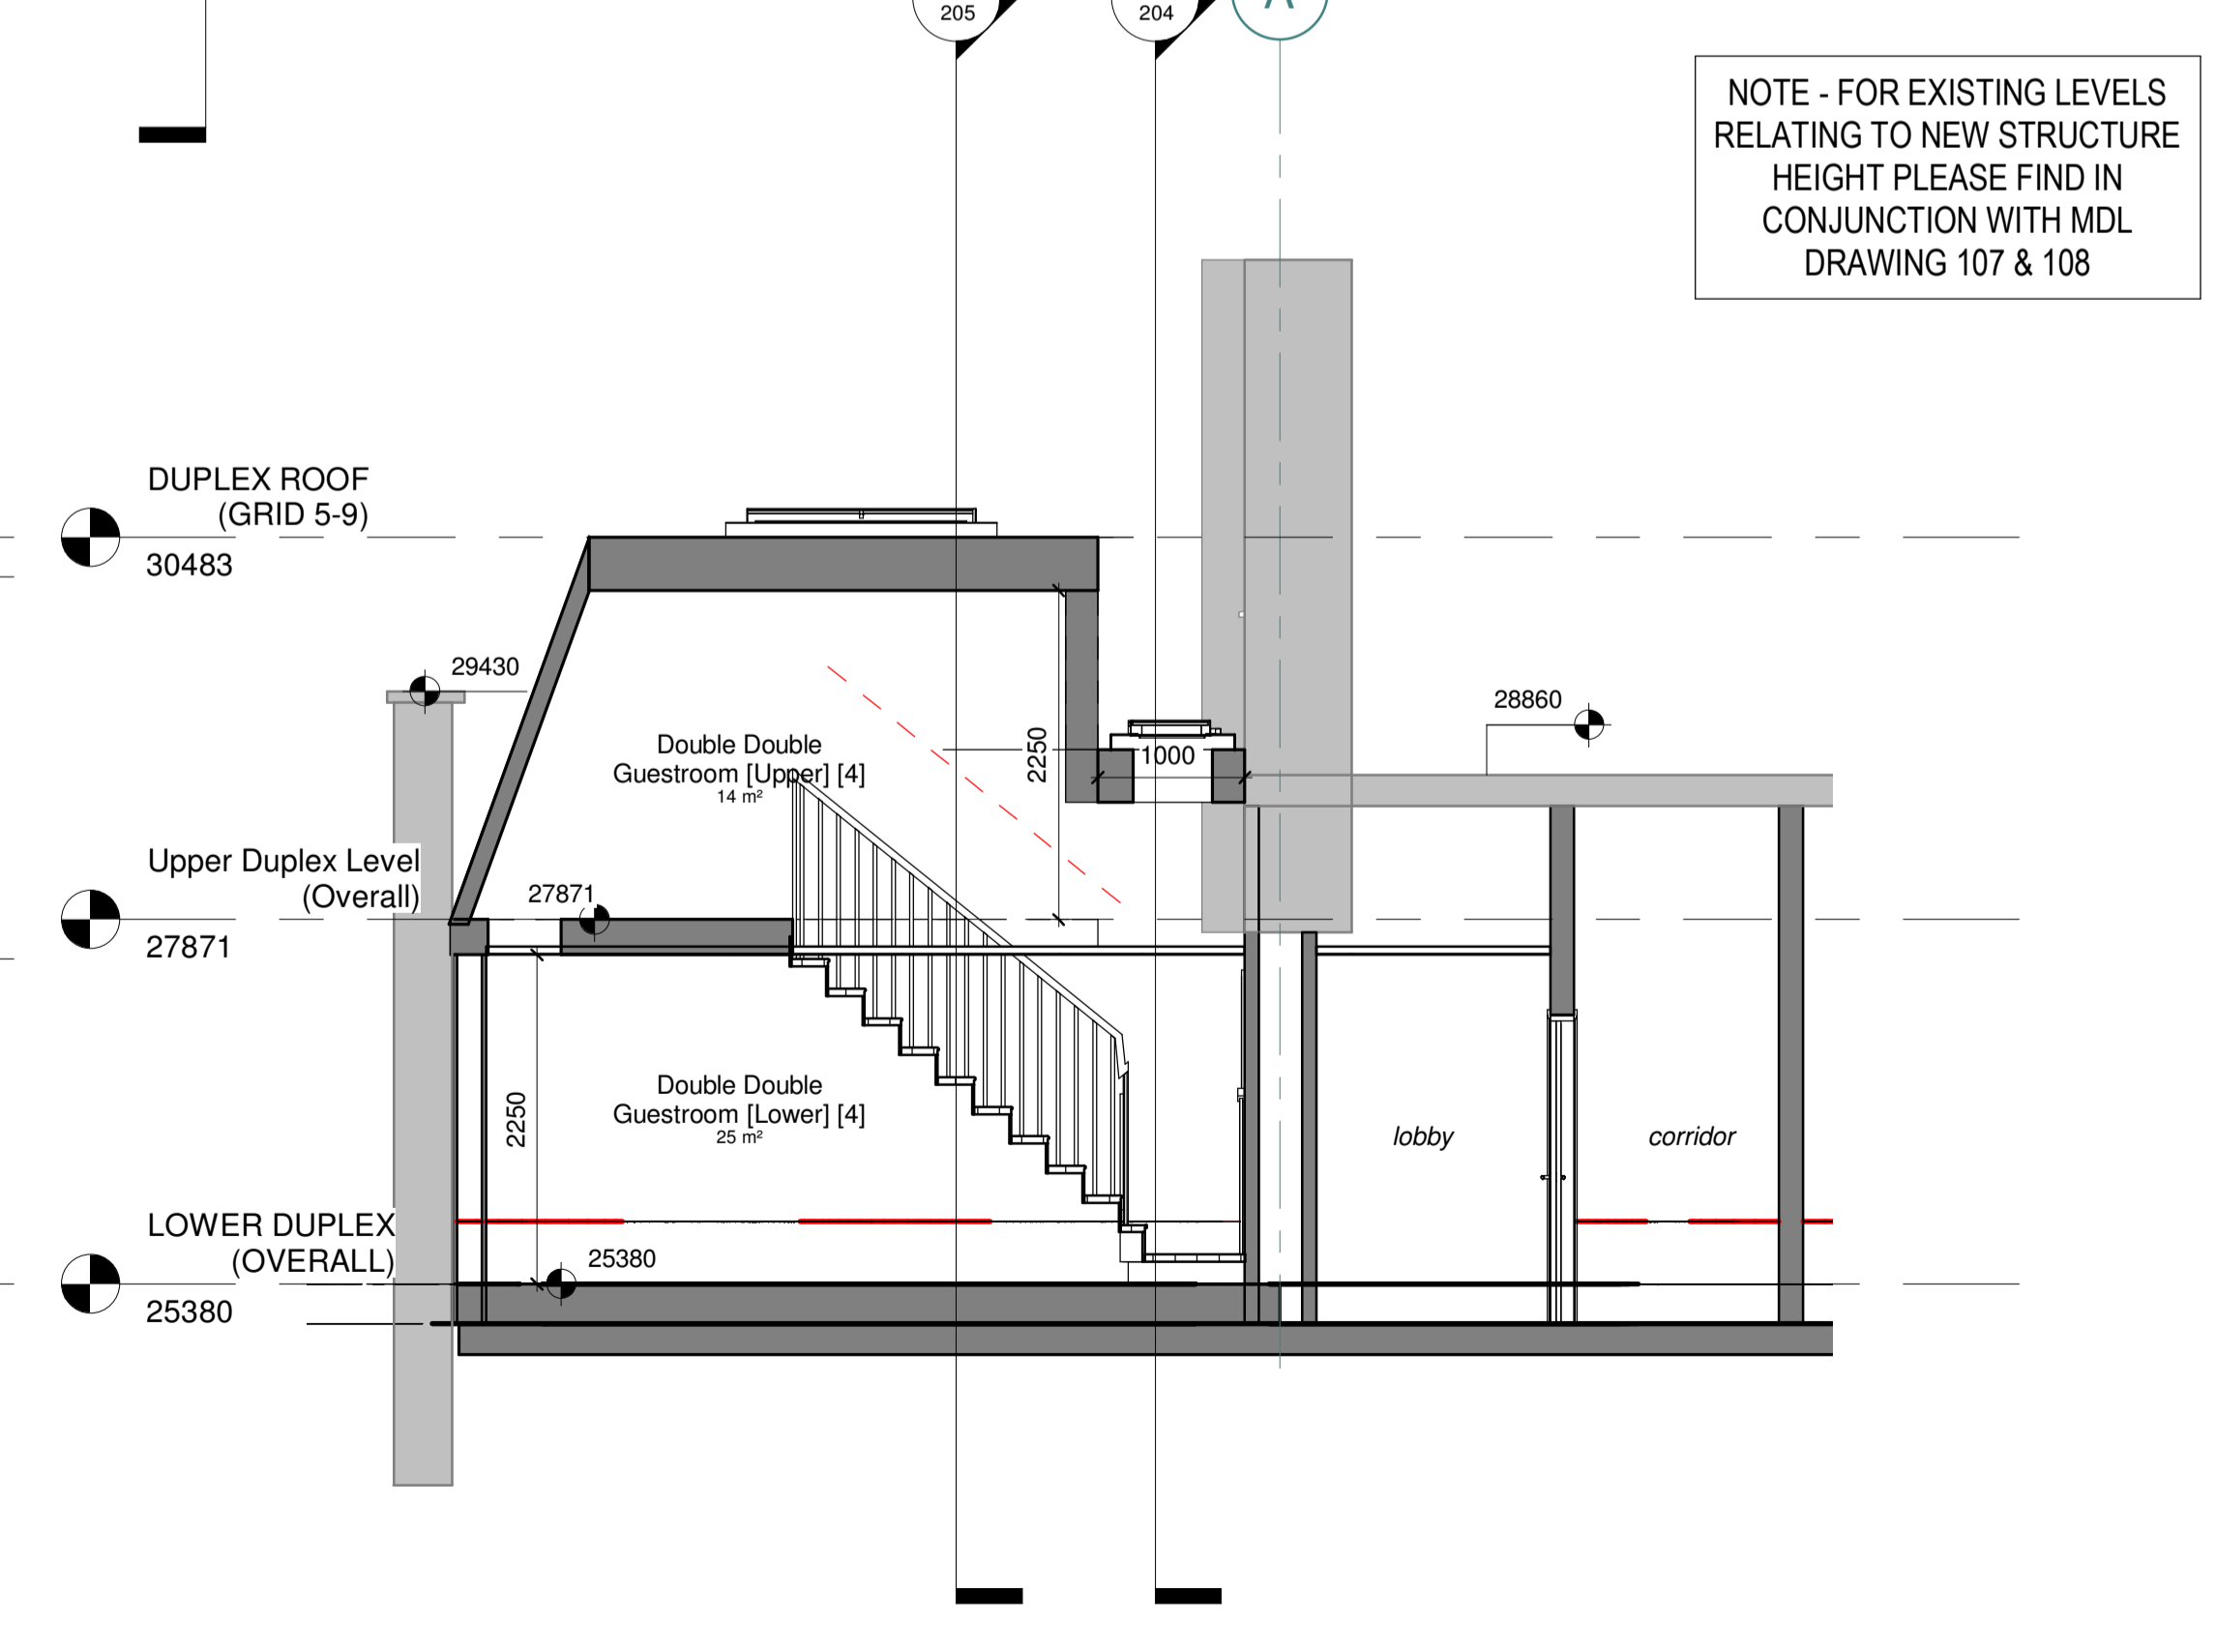 205
204
A
NOTE - FOR EXISTING LEVELS
RELATING TO NEW STRUCTURE
HEIGHT PLEASE FIND IN
CONJUNCTION WITH MDL
DRAWING 107 & 108
DUPLEX ROOF
(GRID 5-9)
30483
29430
28860
Double Double
Guestroom [Upper] [4]
14 m²
2250
1000
Upper Duplex Level
(Overall)
27871
27871
Double Double
Guestroom [Lower] [4]
25 m²
2250
lobby
corridor
LOWER DUPLEX
(OVERALL)
25380
25380